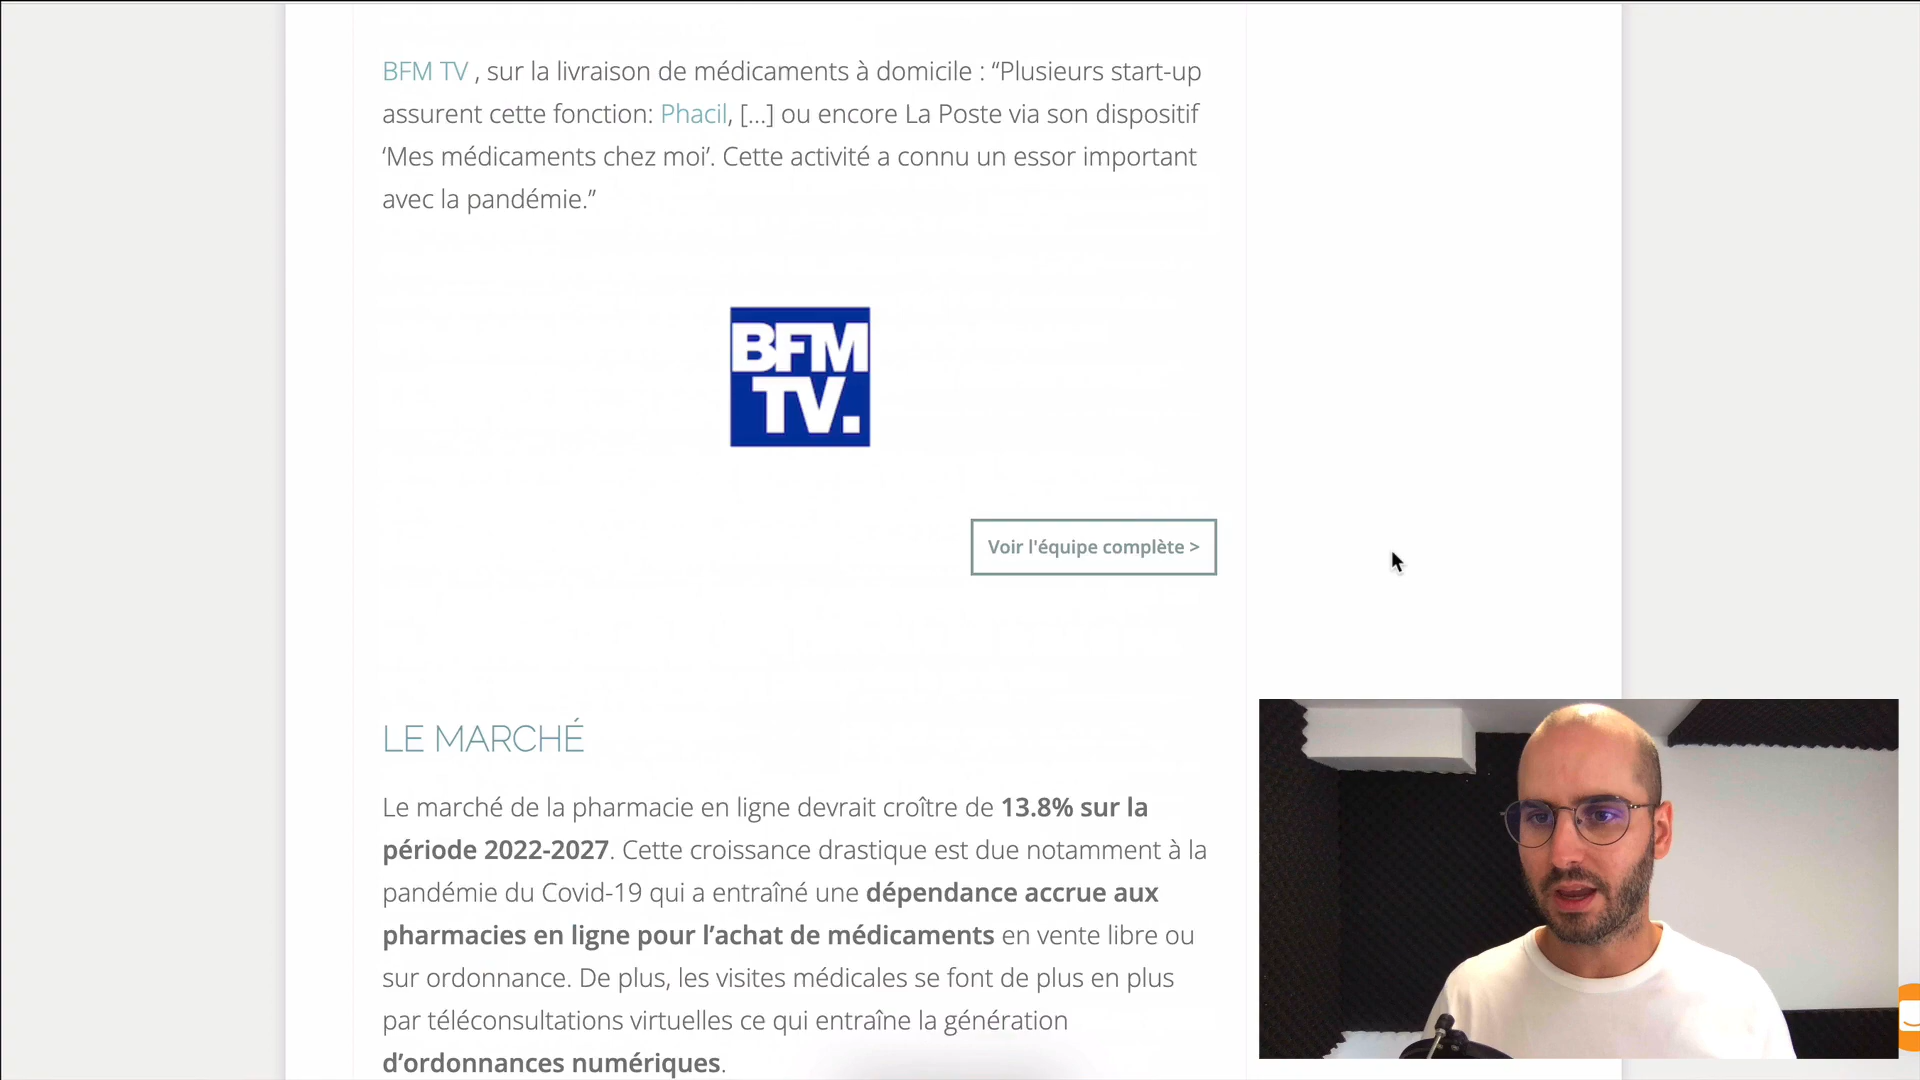 BFM TV , sur la livraison de médicaments à domicile : “Plusieurs start-up
assurent cette fonction: Phacil, [...] ou encore La Poste via son dispositif
‘Mes médicaments chez moi’. Cette activité a connu un essor important
avec la pandémie.”
BFM
TV.
Voir l'équipe complète >
LE MARCHÉ
Le marché de la pharmacie en ligne devrait croître de 13.8% sur la
période 2022-2027. Cette croissance drastique est due notamment à la
pandémie du Covid-19 qui a entraîné une dépendance accrue aux
pharmacies en ligne pour l’achat de médicaments en vente libre ou
sur ordonnance. De plus, les visites médicales se font de plus en plus
par téléconsultations virtuelles ce qui entraîne la génération
d’ordonnances numériques.